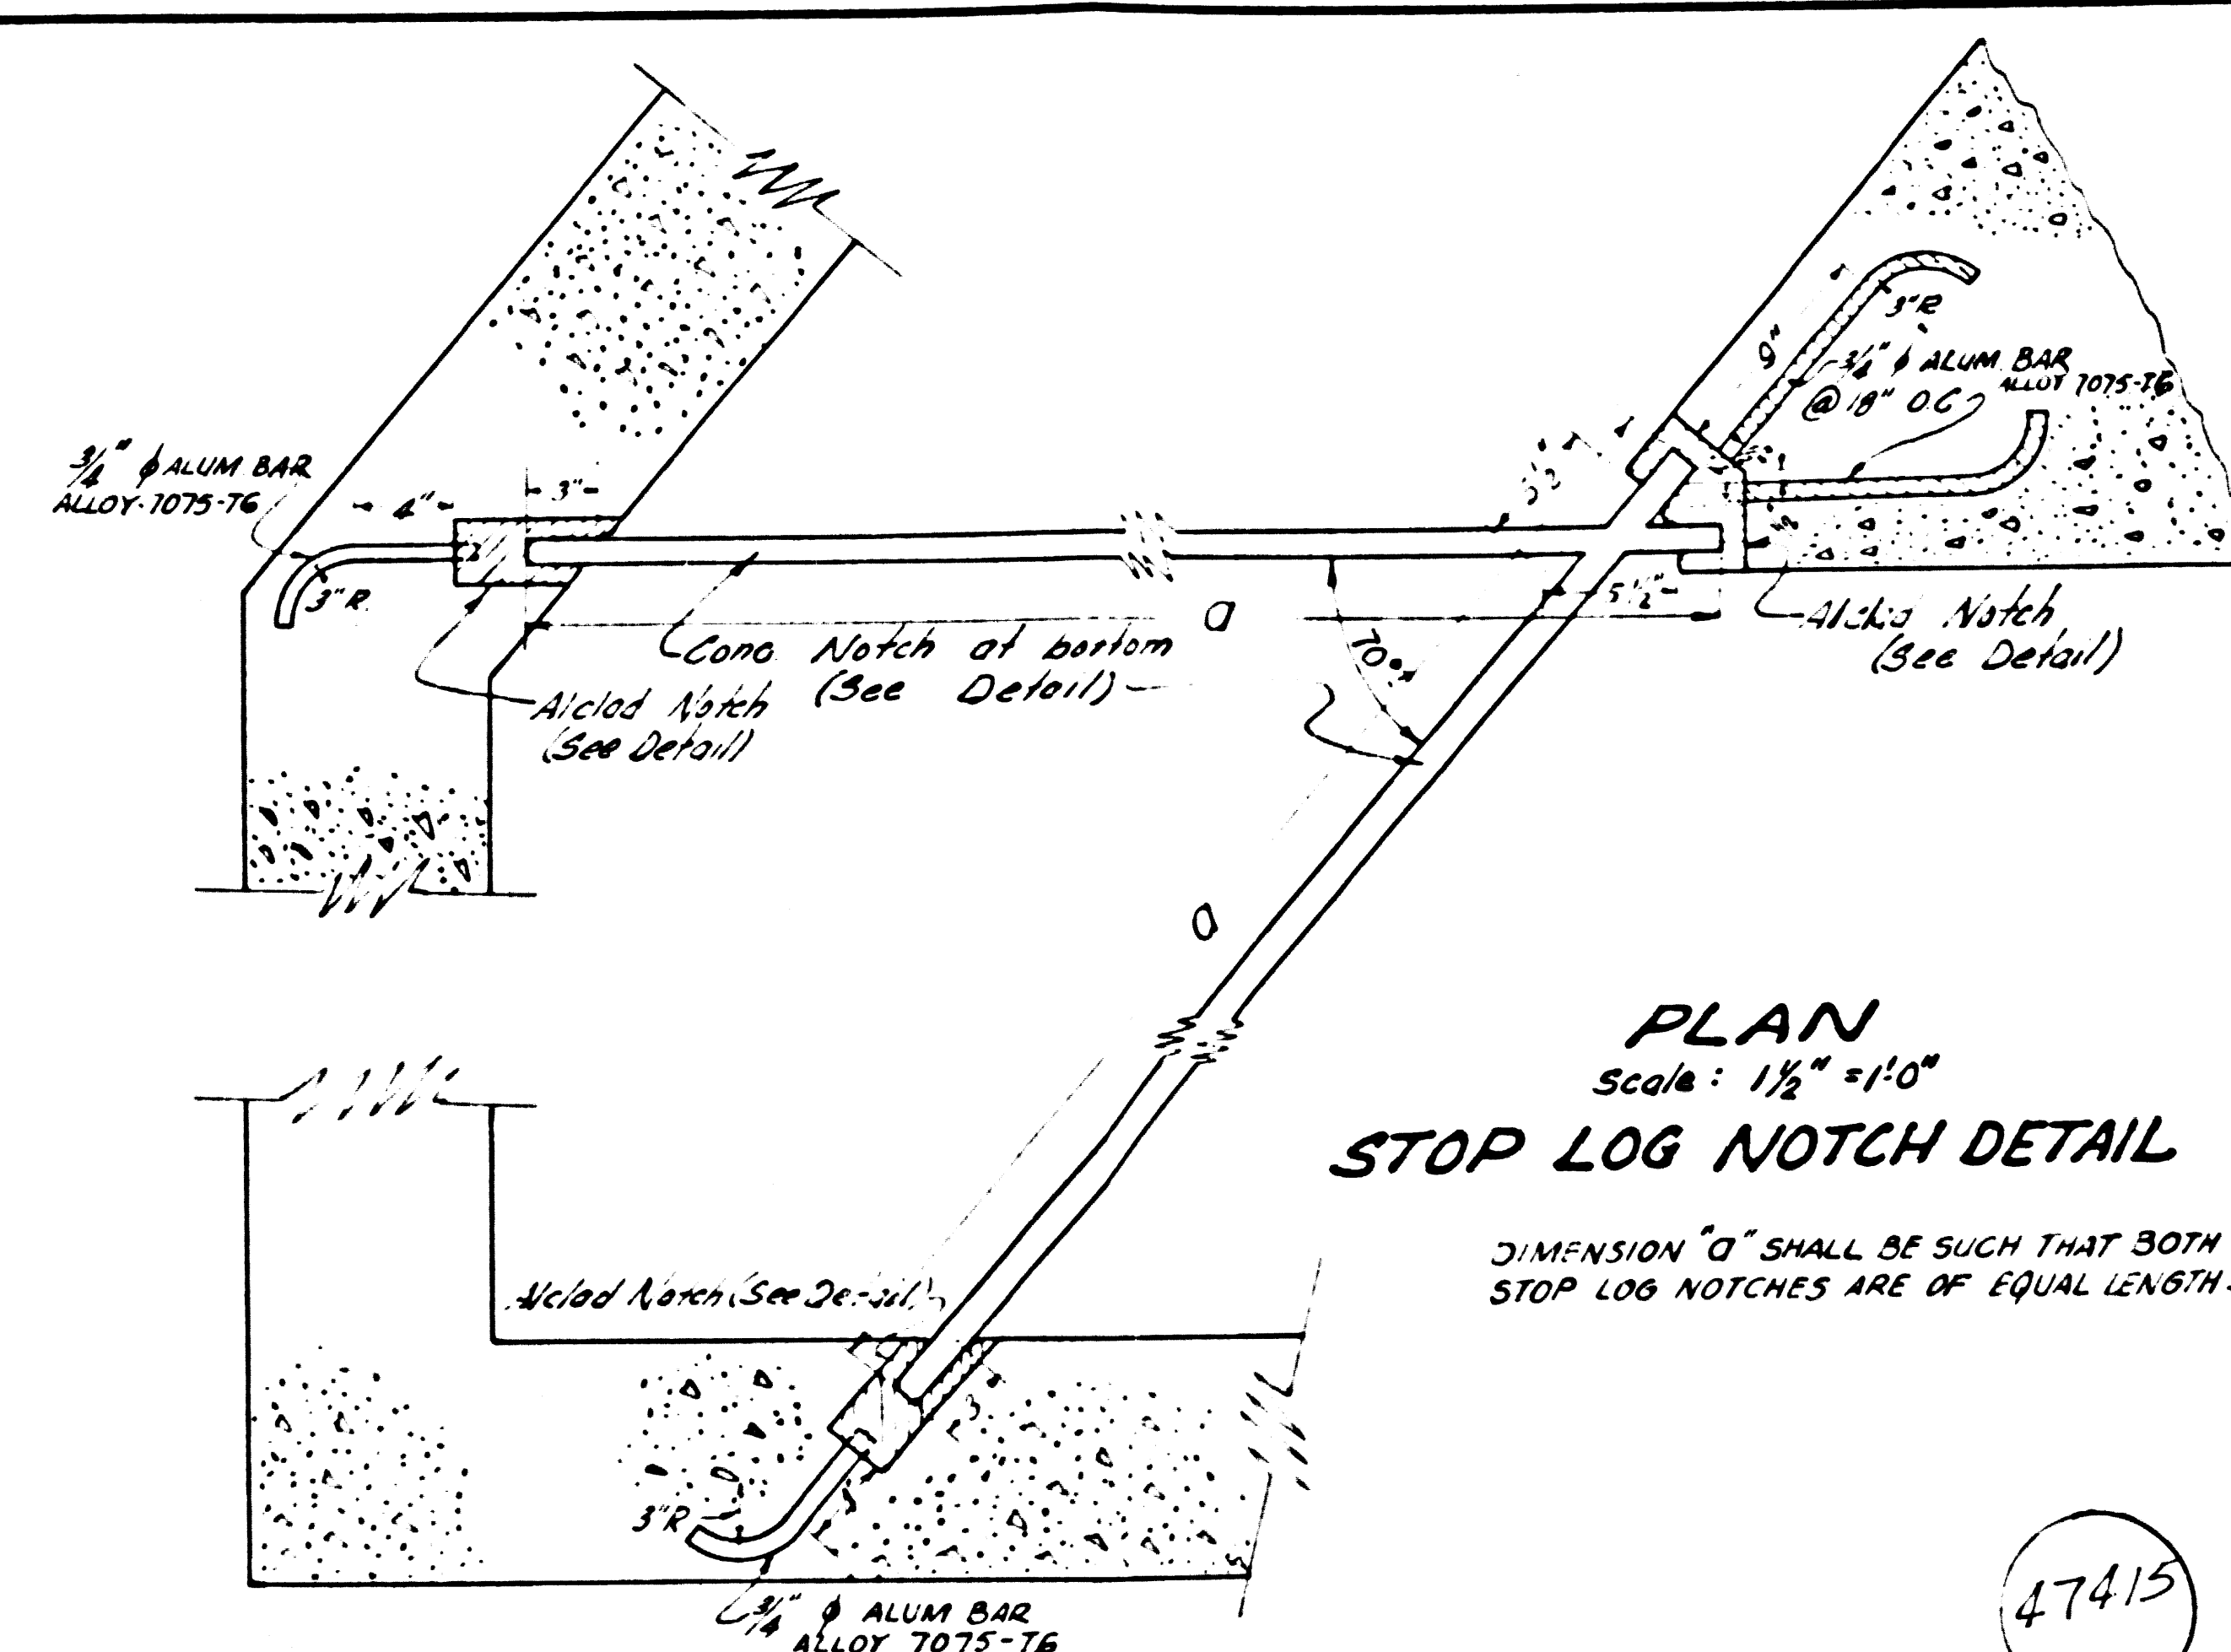 3"R
9"
3/4" φ ALUM. BAR
ALLOY 7075-T6
@ 18" O.C.
3/4" φ ALUM. BAR
ALLOY-7075-T6
4"
3"
5½"
3"R.
a
5½"
70°
Conc. Notch at bottom
(See Detail)
Alclad Notch
(See Detail)
Alclad Notch
(See Detail)
a
PLAN
Scale: 1½" = 1'-0"
STOP LOG NOTCH DETAIL
DIMENSION "a" SHALL BE SUCH THAT BOTH
STOP LOG NOTCHES ARE OF EQUAL LENGTH.
Alclad Notch (See Detail)
3"R
3/4" φ ALUM BAR
ALLOY 7075-T6
47415